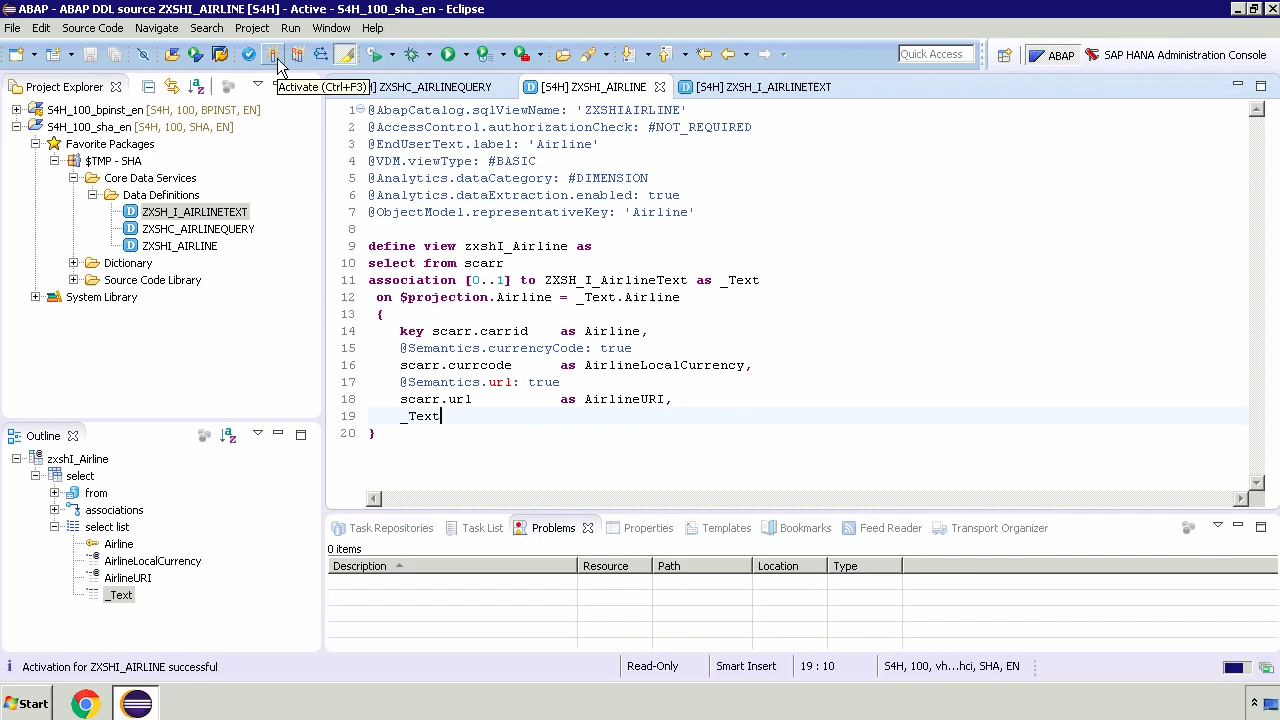 ABAP - ABAP DDL source ZXSHI_AIRLINE [S4H] - Active - S4H_100_sha_en - Eclipse
File Edit Source Code Navigate Search Project Run Window Help
Quick Access
ABAP
SAP HANA Administration Console
Activate (Ctrl+F3)
Project Explorer
] ZXSHC_AIRLINEQUERY
[S4H] ZXSHI_AIRLINE
[S4H] ZXSH_I_AIRLINETEXT
S4H_100_bpinst_en [S4H, 100, BPINST, EN]
S4H_100_sha_en [S4H, 100, SHA, EN]
Favorite Packages
$TMP - SHA
Core Data Services
Data Definitions
ZXSH_I_AIRLINETEXT
ZXSHC_AIRLINEQUERY
ZXSHI_AIRLINE
Dictionary
Source Code Library
System Library
1 @AbapCatalog.sqlViewName: 'ZXSHIAIRLINE'
2 @AccessControl.authorizationCheck: #NOT_REQUIRED
3 @EndUserText.label: 'Airline'
4 @VDM.viewType: #BASIC
5 @Analytics.dataCategory: #DIMENSION
6 @Analytics.dataExtraction.enabled: true
7 @ObjectModel.representativeKey: 'Airline'
8
9 define view zxshI_Airline as
10 select from scarr
11 association [0..1] to ZXSH_I_AirlineText as _Text
12 on $projection.Airline = _Text.Airline
13 {
14 key scarr.carrid as Airline,
15 @Semantics.currencyCode: true
16 scarr.currcode as AirlineLocalCurrency,
17 @Semantics.url: true
18 scarr.url as AirlineURI,
19 _Text
20 }
Outline
zxshI_Airline
select
from
associations
select list
Airline
AirlineLocalCurrency
AirlineURI
_Text
Task Repositories
Task List
Problems
Properties
Templates
Bookmarks
Feed Reader
Transport Organizer
0 items
Description Resource Path Location Type
Activation for ZXSHI_AIRLINE successful
Read-Only
Smart Insert
19 : 10
S4H, 100, vh...hci, SHA, EN
Start